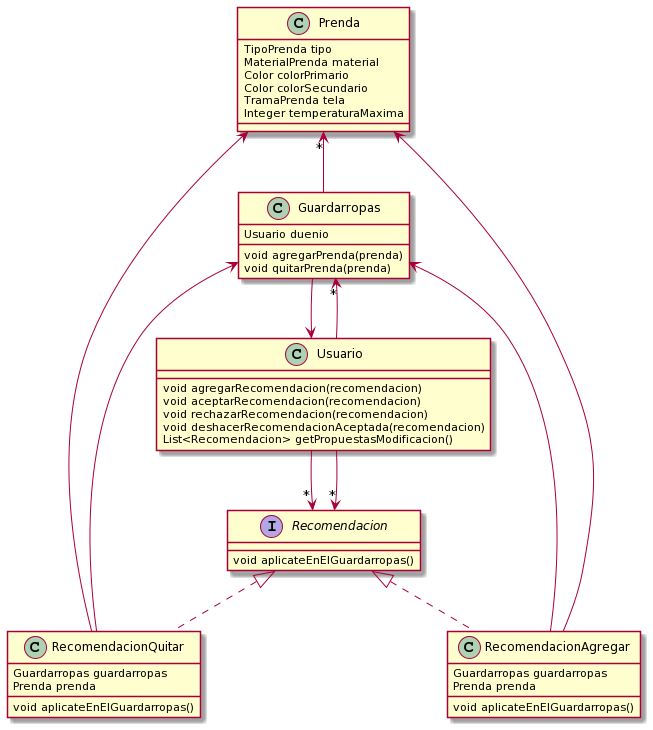 C Prenda
TipoPrenda tipo
MaterialPrenda material
Color colorPrimario
Color colorSecundario
TramaPrenda tela
Integer temperaturaMaxima
*
C Guardarropas
Usuario duenio
void agregarPrenda(prenda)
void quitarPrenda(prenda)
*
C Usuario
void agregarRecomendacion(recomendacion)
void aceptarRecomendacion(recomendacion)
void rechazarRecomendacion(recomendacion)
void deshacerRecomendacionAceptada(recomendacion)
List<Recomendacion> getPropuestasModificacion()
* *
I Recomendacion
void aplicateEnElGuardarropas()
C RecomendacionQuitar
Guardarropas guardarropas
Prenda prenda
void aplicateEnElGuardarropas()
C RecomendacionAgregar
Guardarropas guardarropas
Prenda prenda
void aplicateEnElGuardarropas()